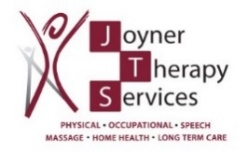 Joyner
Therapy
Services
PHYSICAL • OCCUPATIONAL • SPEECH
MASSAGE • HOME HEALTH • LONG TERM CARE